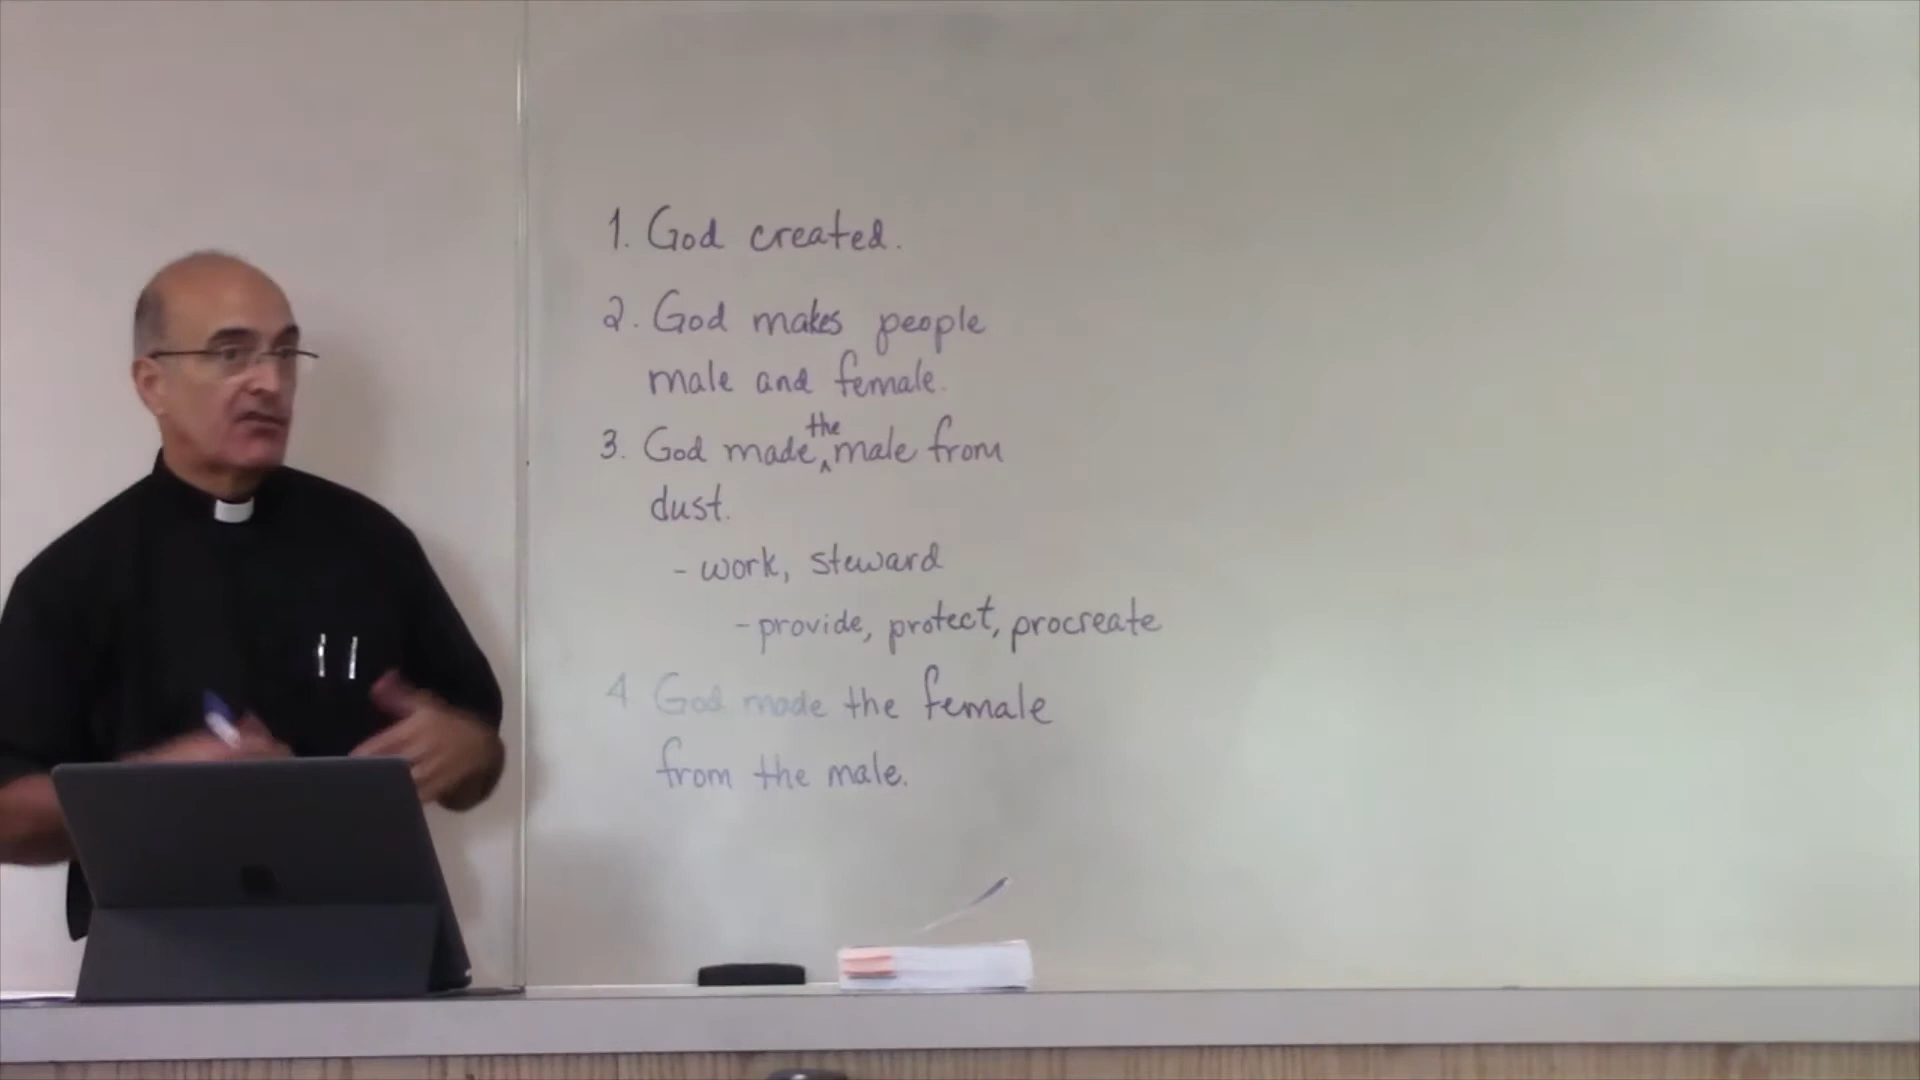 1. God created.
2. God makes people
male and female.
the
3. God made ‸ male from
dust.
- work, steward
- provide, protect, procreate
4 God made the female
from the male.